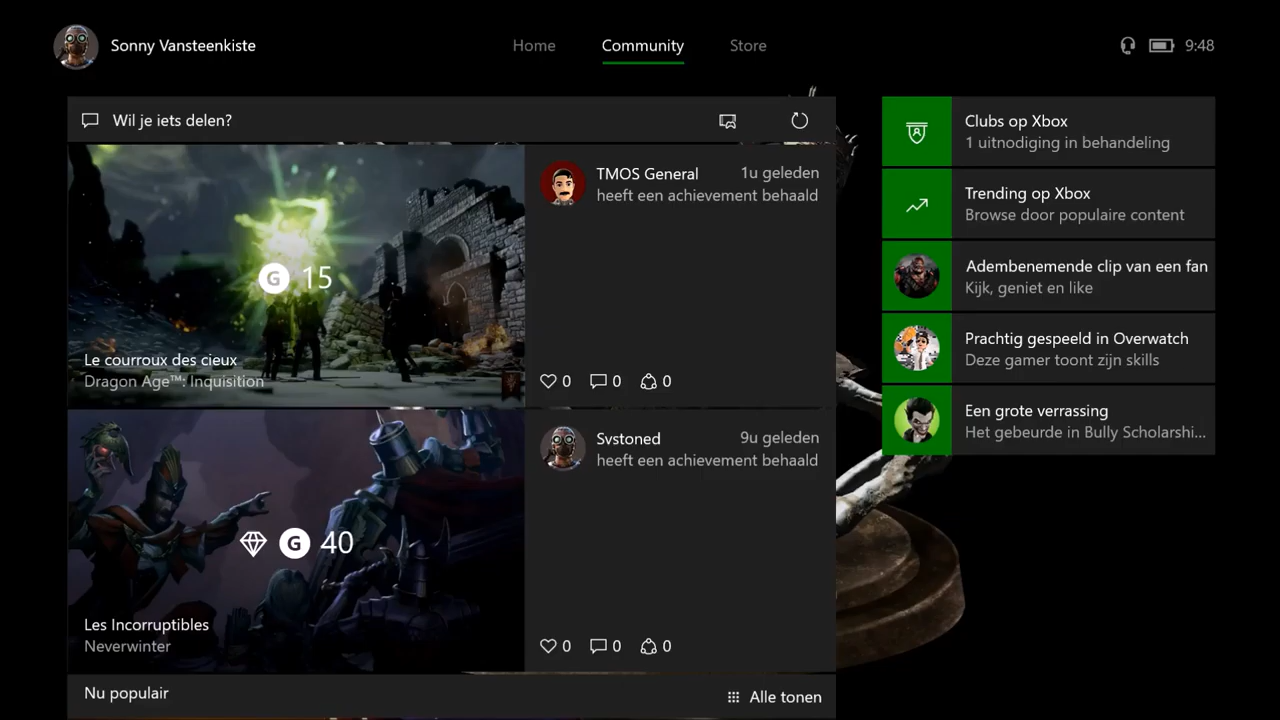 Sonny Vansteenkiste
Home
Community
Store
9:48
Wil je iets delen?
G 15
Le courroux des cieux
Dragon Age™: Inquisition
TMOS General
1u geleden
heeft een achievement behaald
0
0
0
G 40
Les Incorruptibles
Neverwinter
Svstoned
9u geleden
heeft een achievement behaald
0
0
0
Nu populair
Alle tonen
Clubs op Xbox
1 uitnodiging in behandeling
Trending op Xbox
Browse door populaire content
Adembenemende clip van een fan
Kijk, geniet en like
Prachtig gespeeld in Overwatch
Deze gamer toont zijn skills
Een grote verrassing
Het gebeurde in Bully Scholarshi...